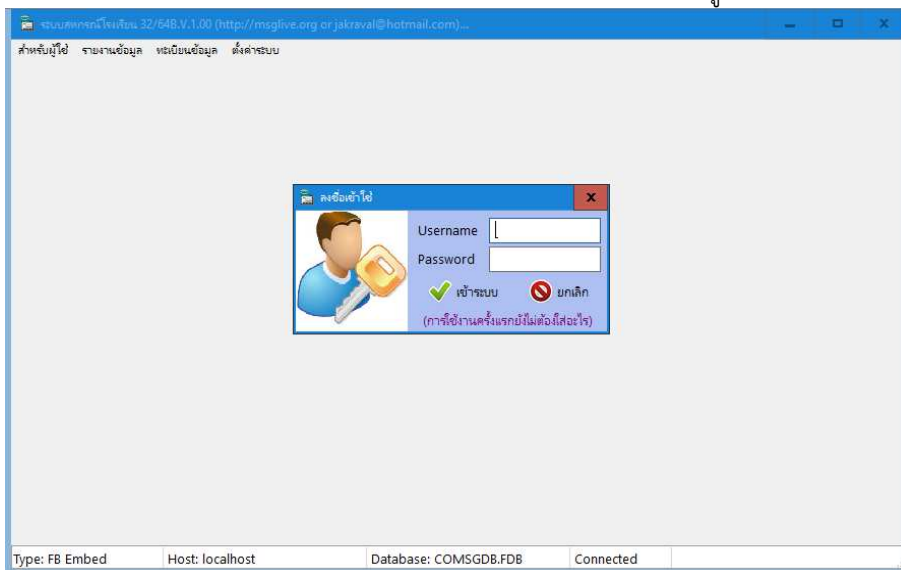 ระบบสหกรณ์โรงเรียน 32/64B.V.1.00 (http://msglive.org or jakraval@hotmail.com)...
สำหรับผู้ใช้ รายงานข้อมูล ทะเบียนข้อมูล ตั้งค่าระบบ
ลงชื่อเข้าใช้
Username
Password
เข้าระบบ ยกเลิก
(การใช้งานครั้งแรกยังไม่ต้องใส่อะไร)
Type: FB Embed Host: localhost Database: COMSGDB.FDB Connected